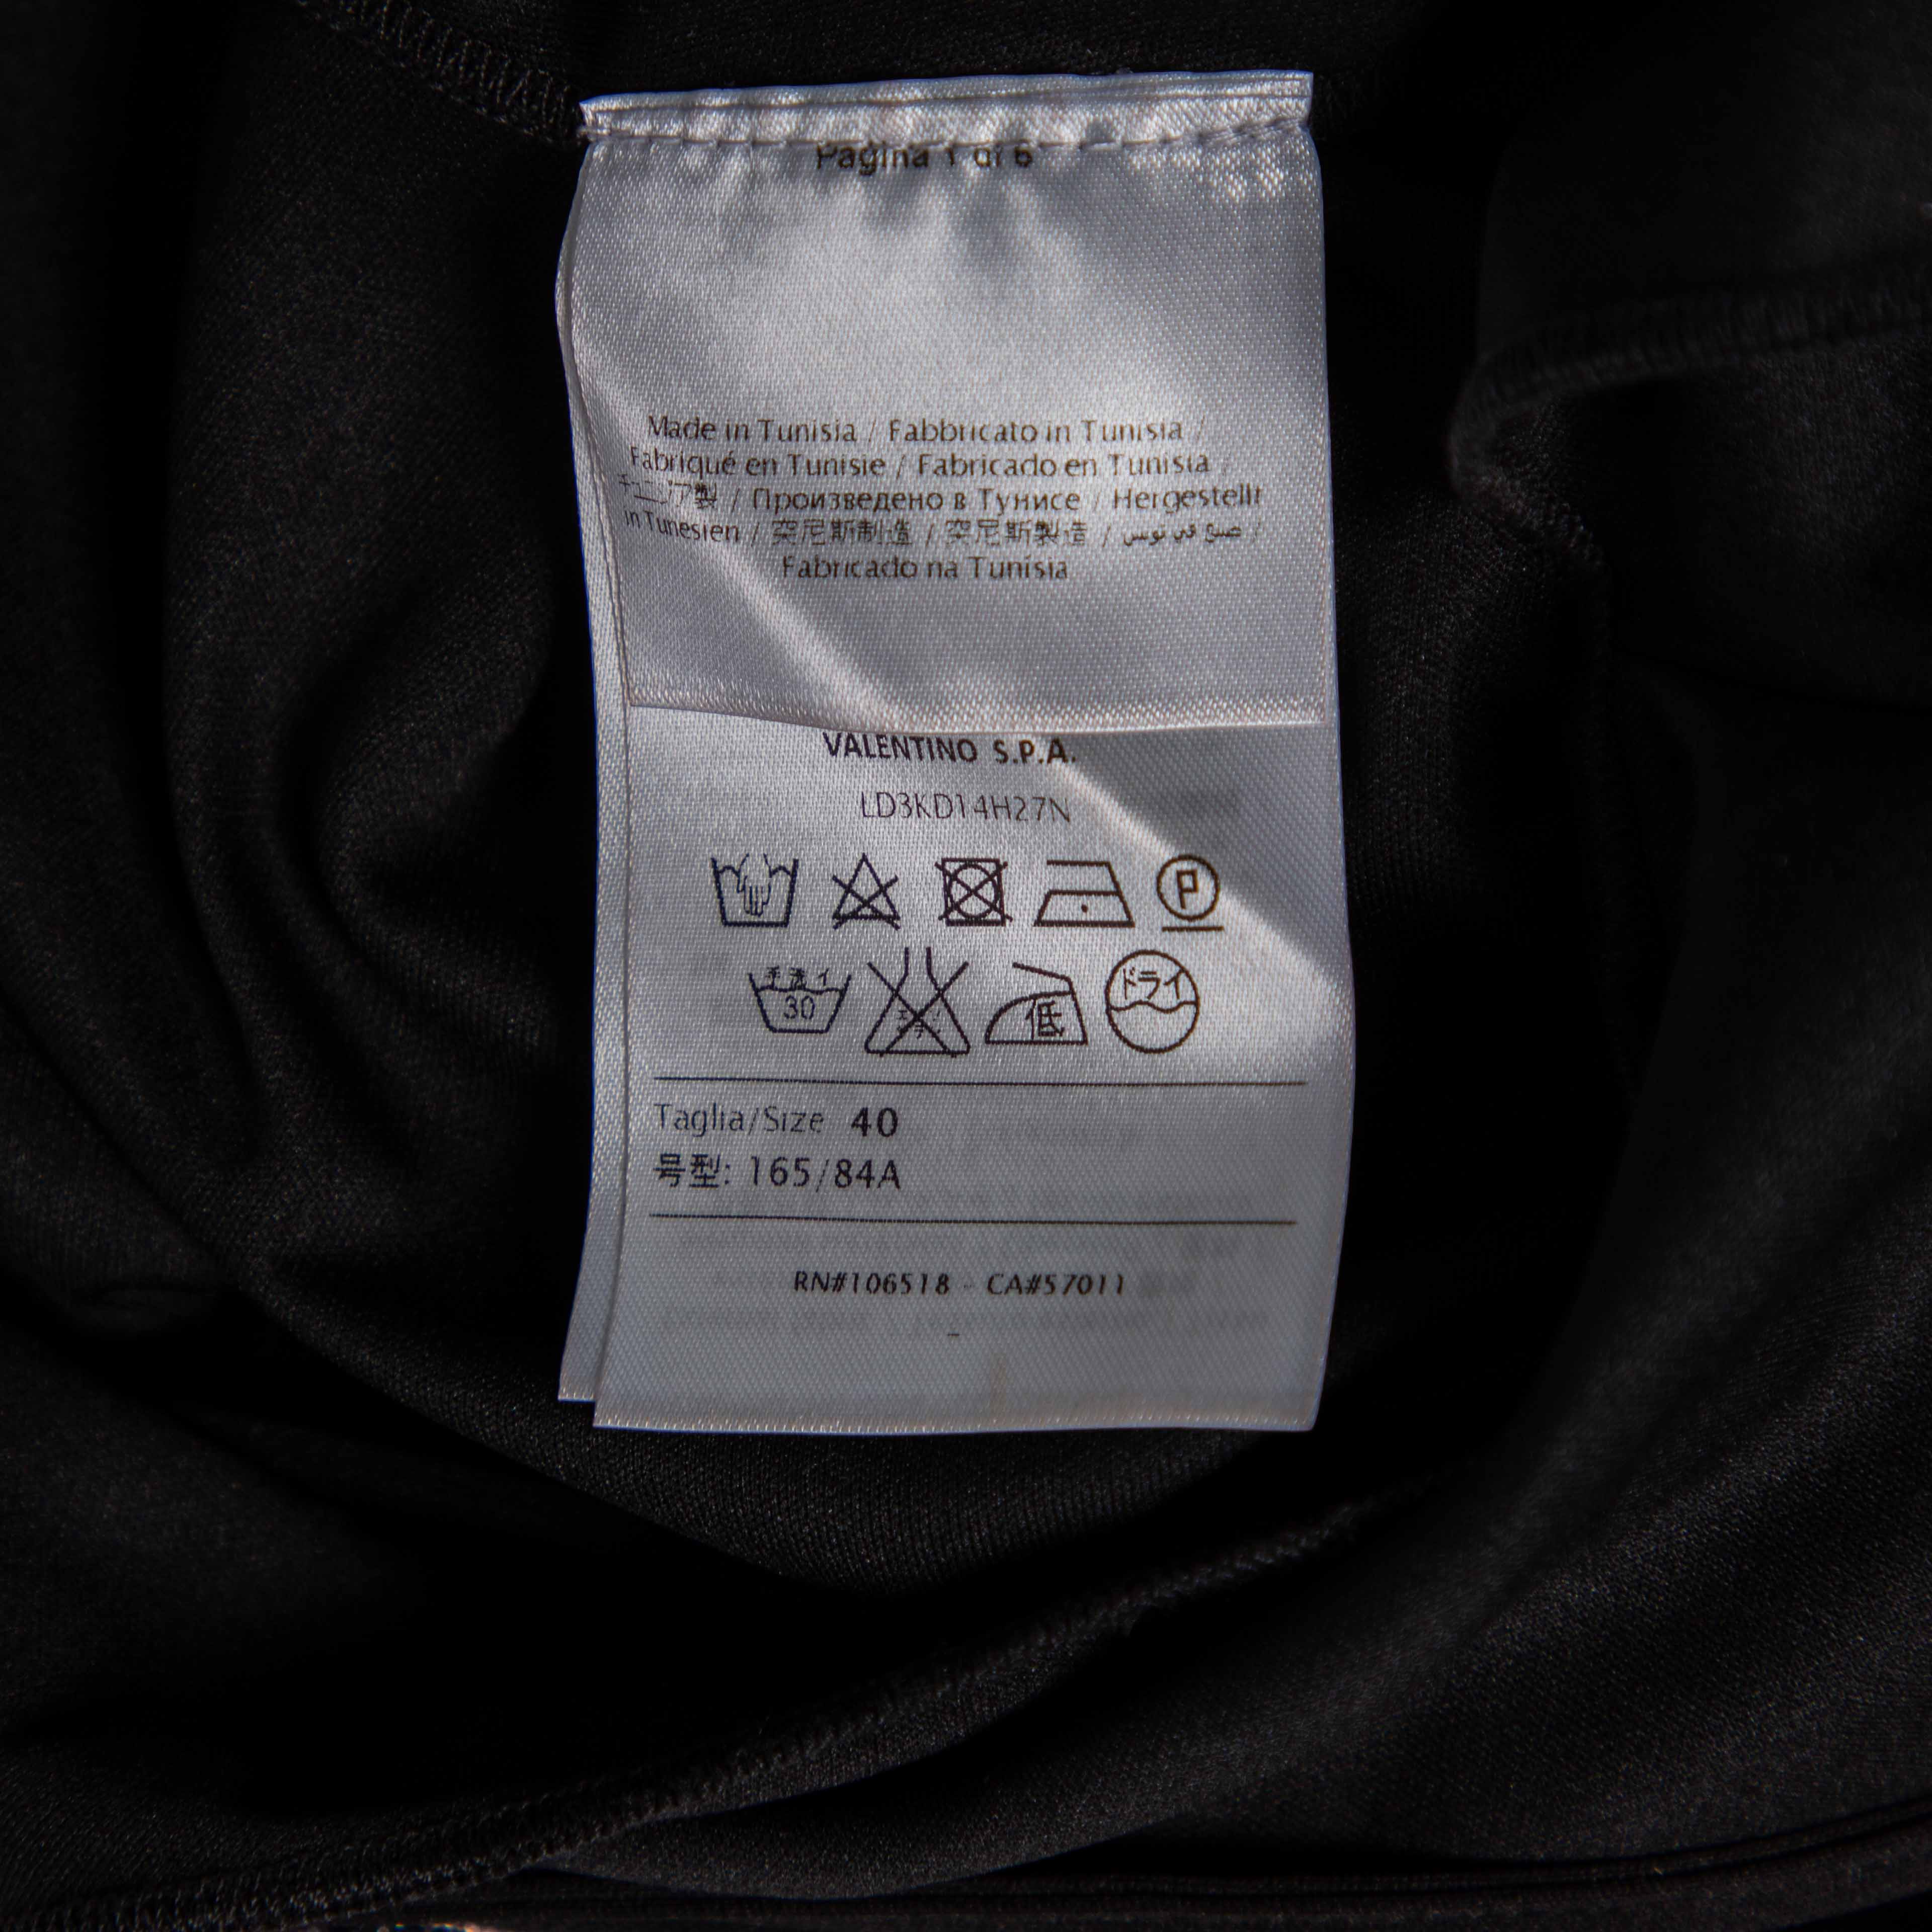 Pagina 1 di 6
Made in Tunisia / Fabbricato in Tunisia /
Fabriqué en Tunisie / Fabricado en Tunisia /
チュニジア製 / Произведено в Тунисе / Hergestellt
in Tunesien / 突尼斯制造 / 突尼斯製造 / صنع في تونس /
Fabricado na Tunísia
VALENTINO S.P.A.
LD3KD14H27N
P
手洗イ ドライ
30 低
Taglia/Size 40
号型: 165/84A
RN#106518 - CA#57011
-